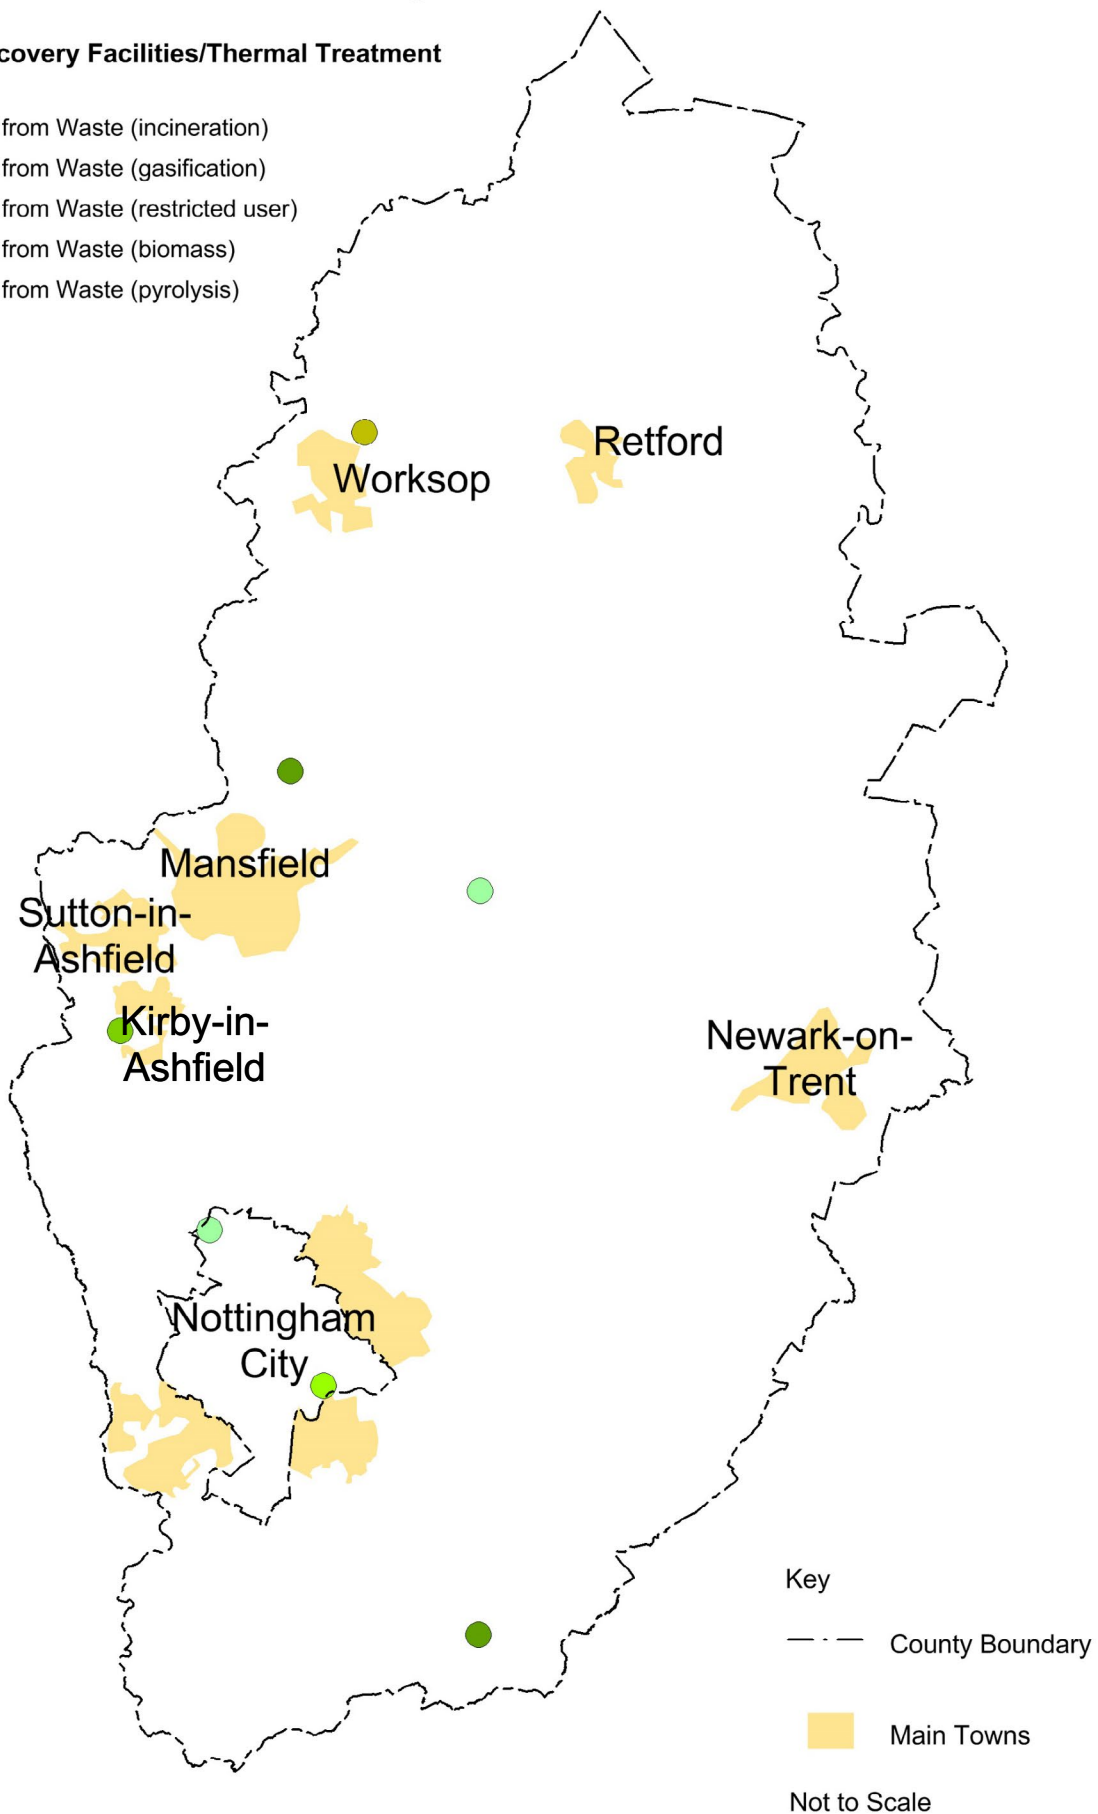 covery Facilities/Thermal Treatment
from Waste (incineration)
from Waste (gasification)
from Waste (restricted user)
from Waste (biomass)
from Waste (pyrolysis)
Retford
Worksop
Mansfield
Sutton-in-
Ashfield
Kirby-in-
Ashfield
Newark-on-
Trent
Nottingham
City
Key
County Boundary
Main Towns
Not to Scale